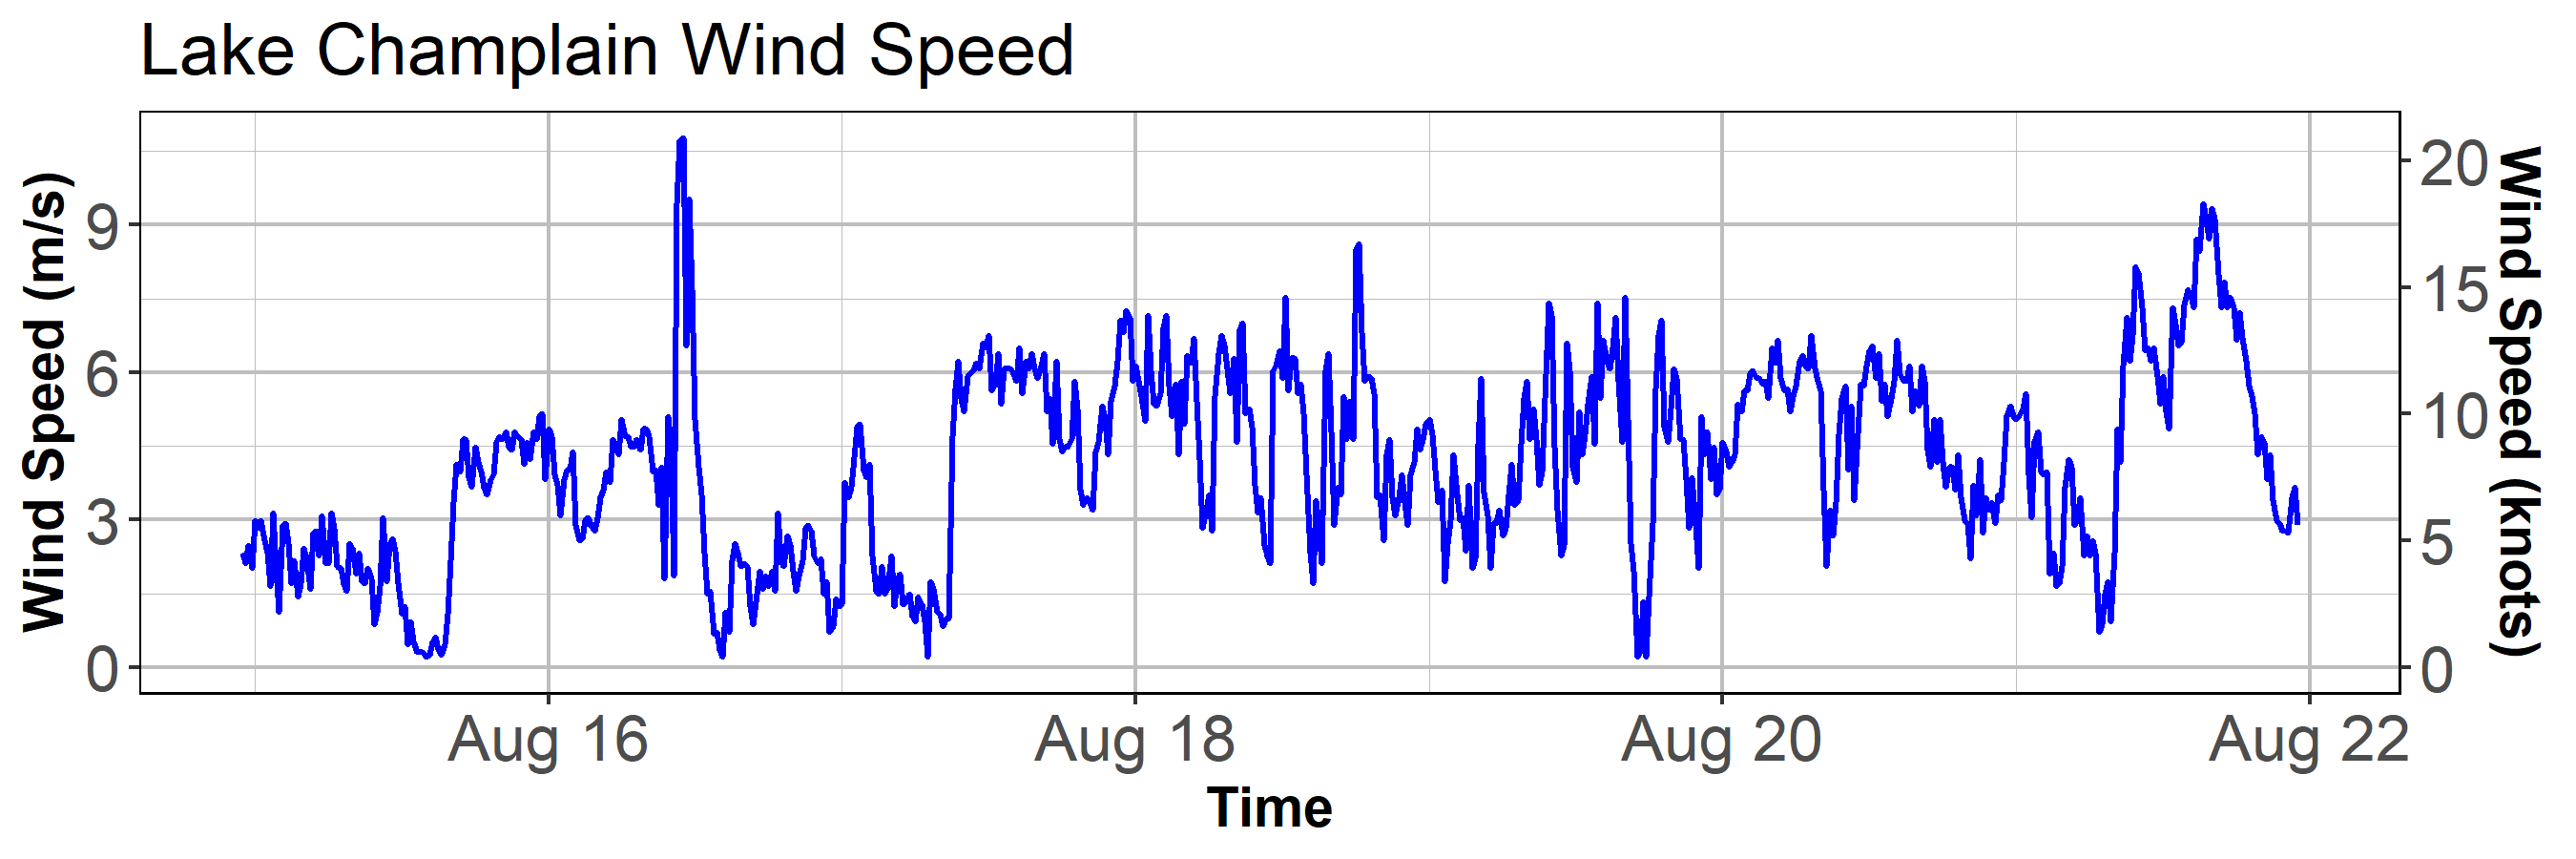 Lake Champlain Wind Speed
Wind Speed (m/s)
9
6
3
0
20
15
10
5
0
Wind Speed (knots)
Aug 16 Aug 18 Aug 20 Aug 22
Time